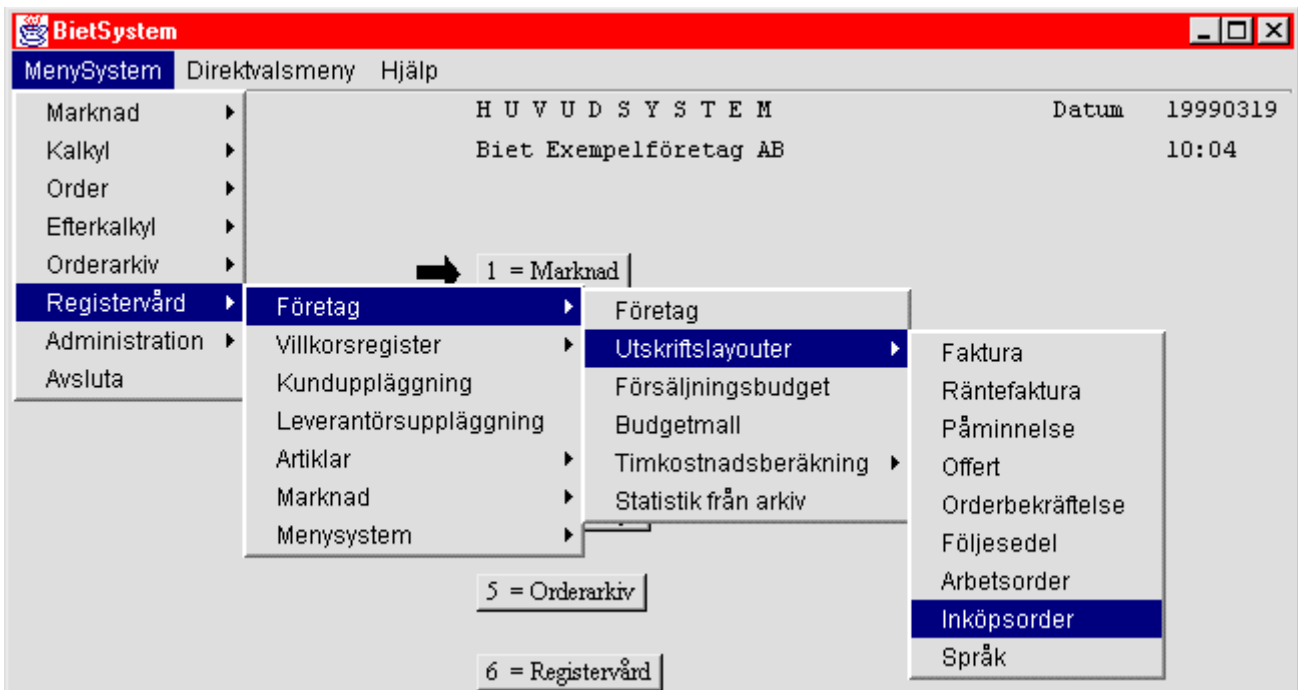 BietSystem
MenySystem Direktvalsmeny Hjälp
H U V U D S Y S T E M Datum 19990319
Biet Exempelföretag AB 10:04
Marknad
Kalkyl
Order
Efterkalkyl
Orderarkiv
Registervård
Administration
Avsluta
1 = Marknad
5 = Orderarkiv
6 = Registervård
Företag
Villkorsregister
Kunduppläggning
Leverantörsuppläggning
Artiklar
Marknad
Menysystem
Företag
Utskriftslayouter
Försäljningsbudget
Budgetmall
Timkostnadsberäkning
Statistik från arkiv
Faktura
Räntefaktura
Påminnelse
Offert
Orderbekräftelse
Följesedel
Arbetsorder
Inköpsorder
Språk